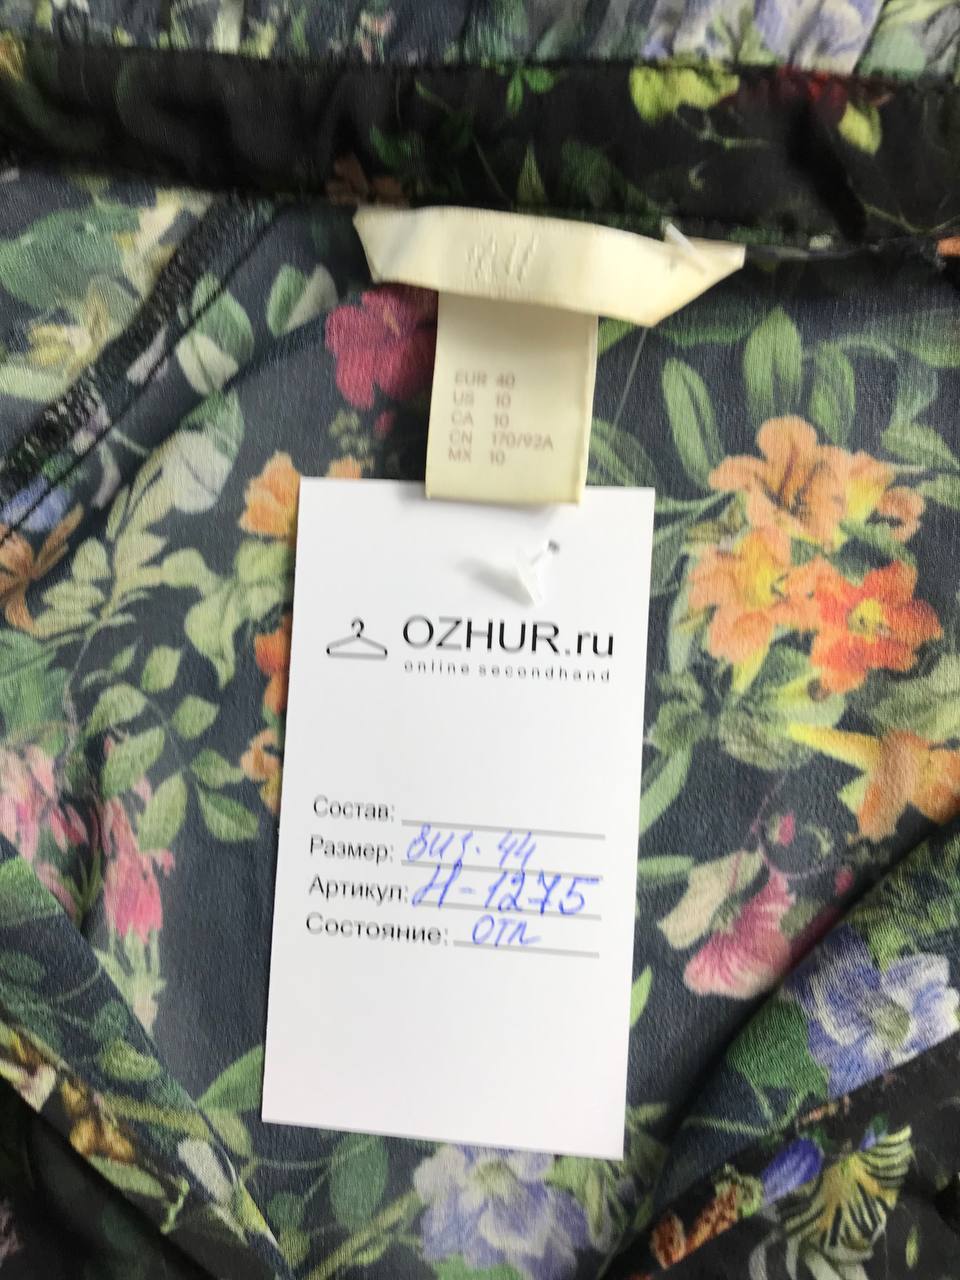 H&M
EUR 40
US 10
CA 10
CN 170/92A
MX 10
OZHUR.ru
online secondhand
Состав:
Размер: виз. 44
Артикул: Н-1275
Состояние: отл